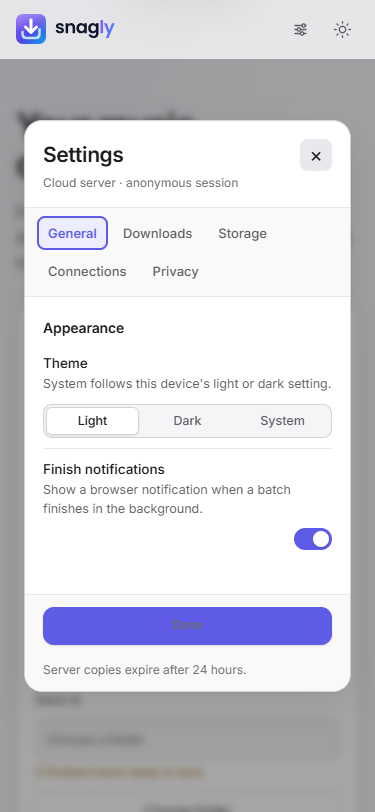 snagly
Settings
Cloud server · anonymous session
General Downloads Storage
Connections Privacy
Appearance
Theme
System follows this device's light or dark setting.
Light Dark System
Finish notifications
Show a browser notification when a batch
finishes in the background.
Done
Server copies expire after 24 hours.